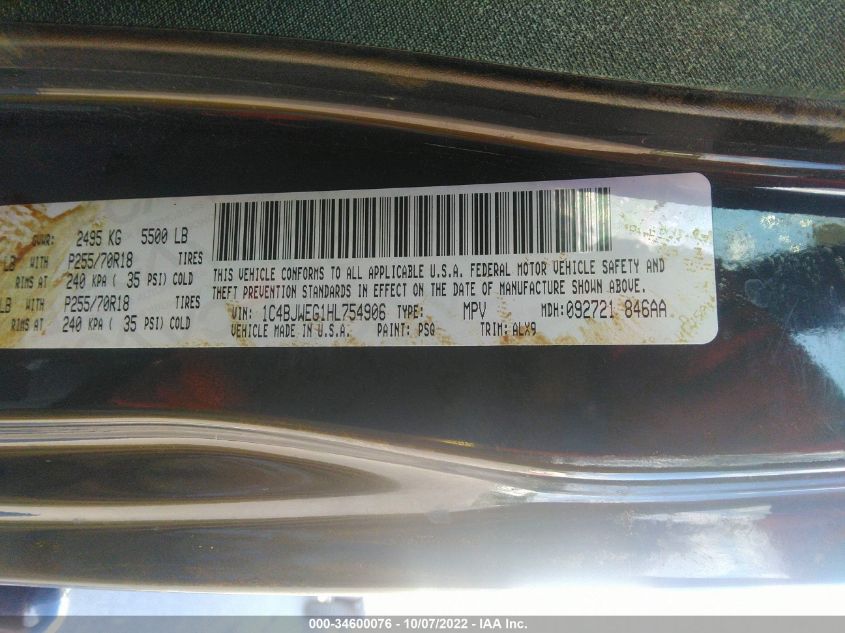 GVWR: 2495 KG 5500 LB
LB WITH P255/70R18 TIRES
RIMS AT 240 KPA ( 35 PSI) COLD
LB WITH P255/70R18 TIRES
RIMS AT 240 KPA ( 35 PSI) COLD
THIS VEHICLE CONFORMS TO ALL APPLICABLE U.S.A. FEDERAL MOTOR VEHICLE SAFETY AND
THEFT PREVENTION STANDARDS IN EFFECT ON THE DATE OF MANUFACTURE SHOWN ABOVE.
VIN: 1C4BJWEG1HL754906 TYPE: MPV MDH:092721 846AA
VEHICLE MADE IN U.S.A. PAINT: PSQ TRIM: ALX9
000-34600076 - 10/07/2022 - IAA Inc.